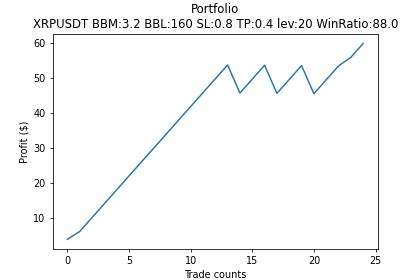 Portfolio
XRPUSDT BBM:3.2 BBL:160 SL:0.8 TP:0.4 lev:20 WinRatio:88.0
60
50
40
30
20
10
Profit ($)
0 5 10 15 20 25
Trade counts